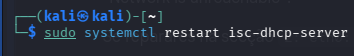 ┌──(kali㉿kali)-[~]
└─$ sudo systemctl restart isc-dhcp-server